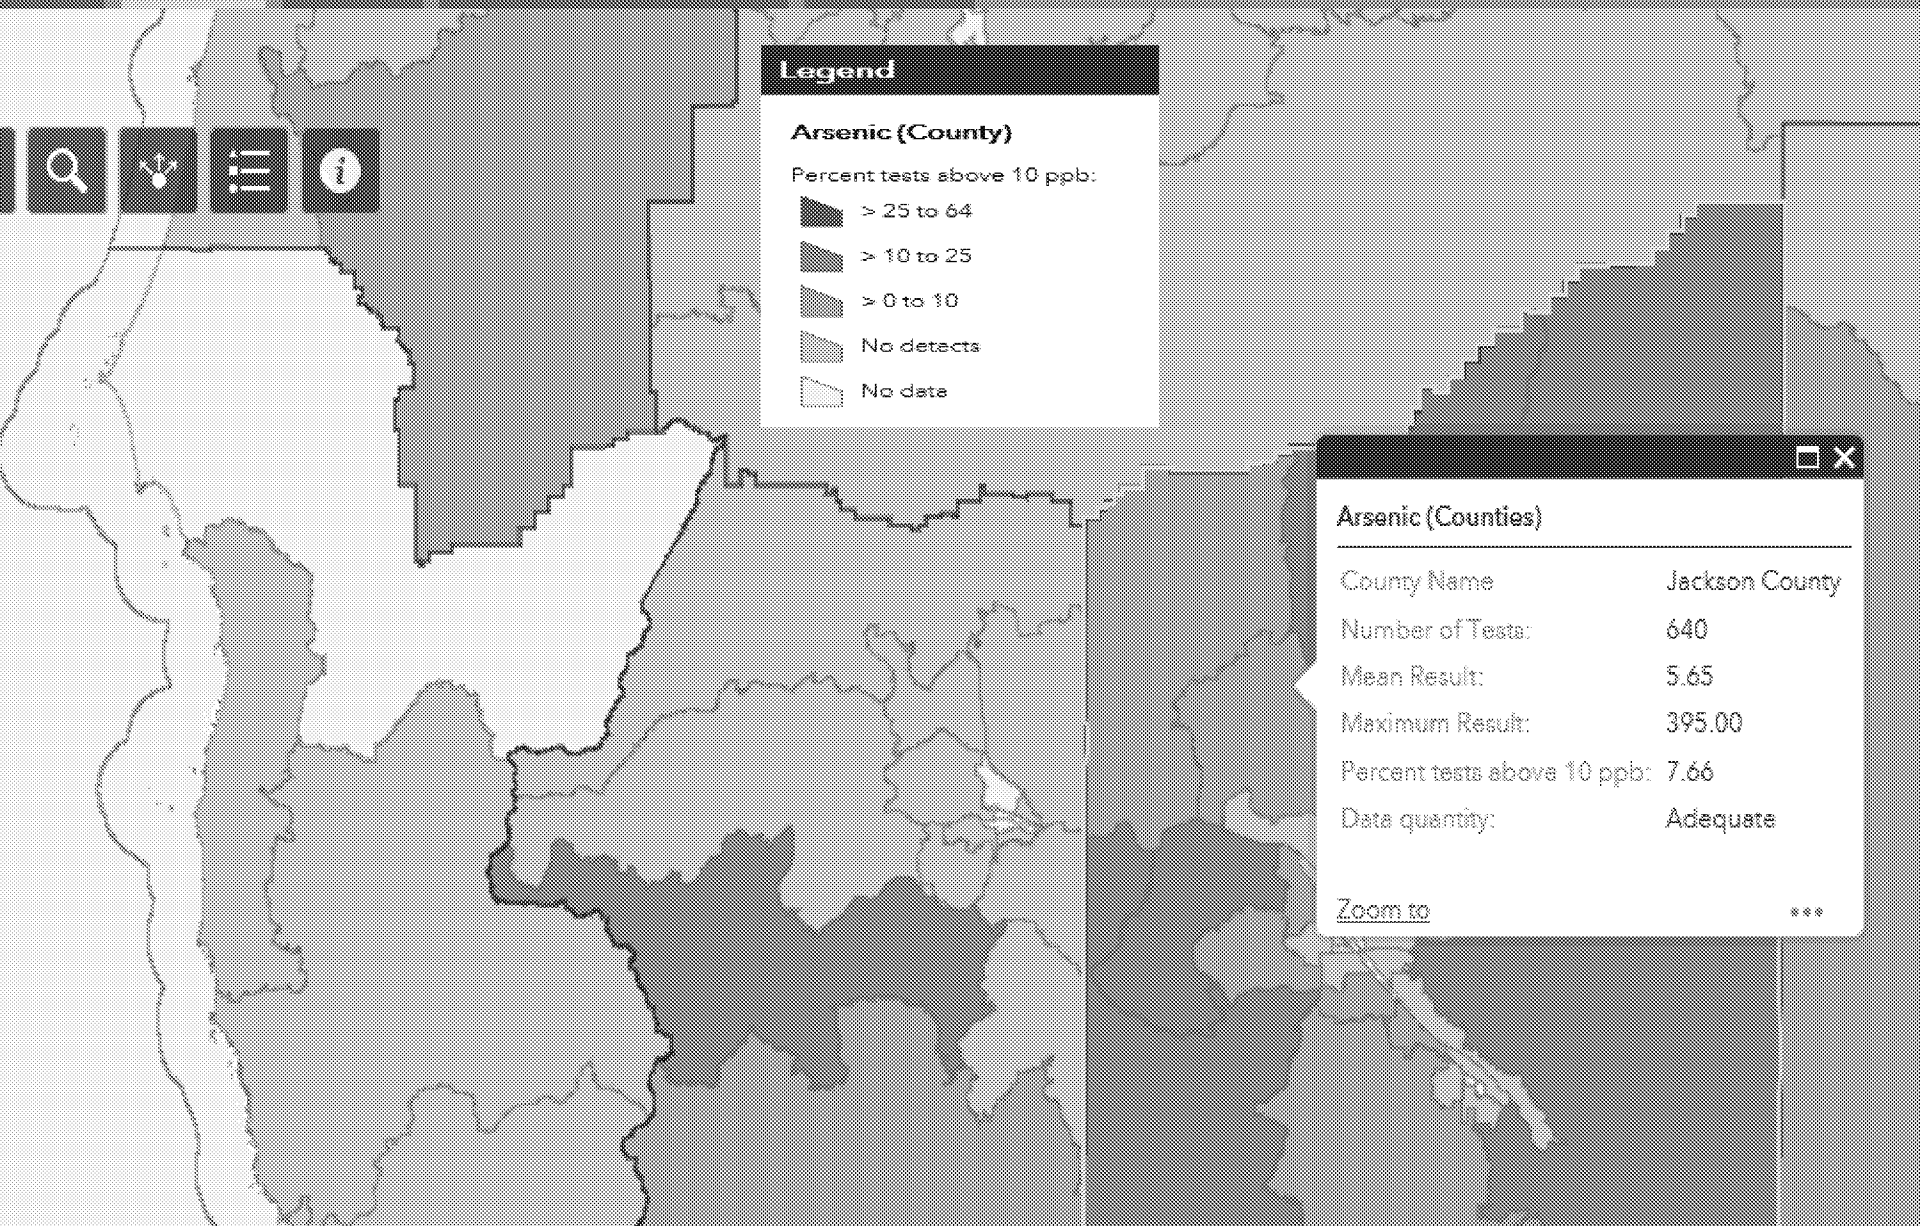 Legend
Arsenic (County)
Percent tests above 10 ppb:
> 25 to 64
> 10 to 25
> 0 to 10
No detects
No data
Arsenic (Counties)
County Name Jackson County
Number of Tests: 640
Mean Result: 5.65
Maximum Result: 395.00
Percent tests above 10 ppb: 7.66
Data quantity: Adequate
Zoom to